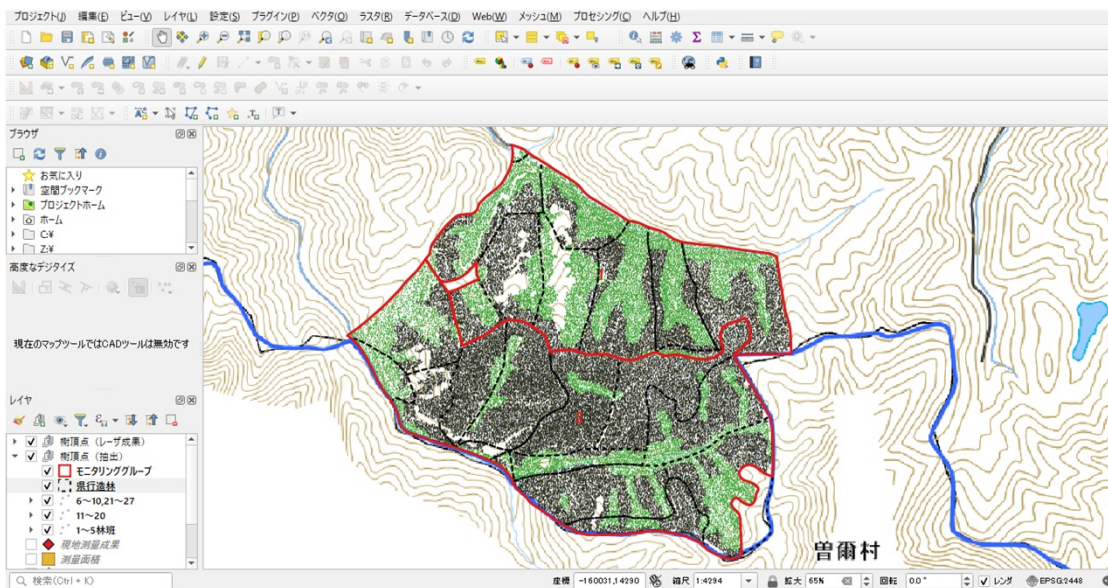 プロジェクト(J) 編集(E) ビュー(V) レイヤ(L) 設定(S) プラグイン(P) ベクタ(O) ラスタ(R) データベース(D) Web(W) メッシュ(M) プロセシング(C) ヘルプ(H)
ブラウザ
お気に入り
空間ブックマーク
プロジェクトホーム
ホーム
C:¥
Z:¥
高度なデジタイズ
現在のマップツールではCADツールは無効です
レイヤ
樹頂点（レーザ成果）
樹頂点（抽出）
モニタリンググループ
県行造林
6～10,21～27
11～20
1～5林班
現地測量成果
測量面積
I
II
曽爾村
検索(Ctrl + K)
座標 -160031,14290 縮尺 1:4294 拡大 65% 回転 0.0° レンダ EPSG:2448